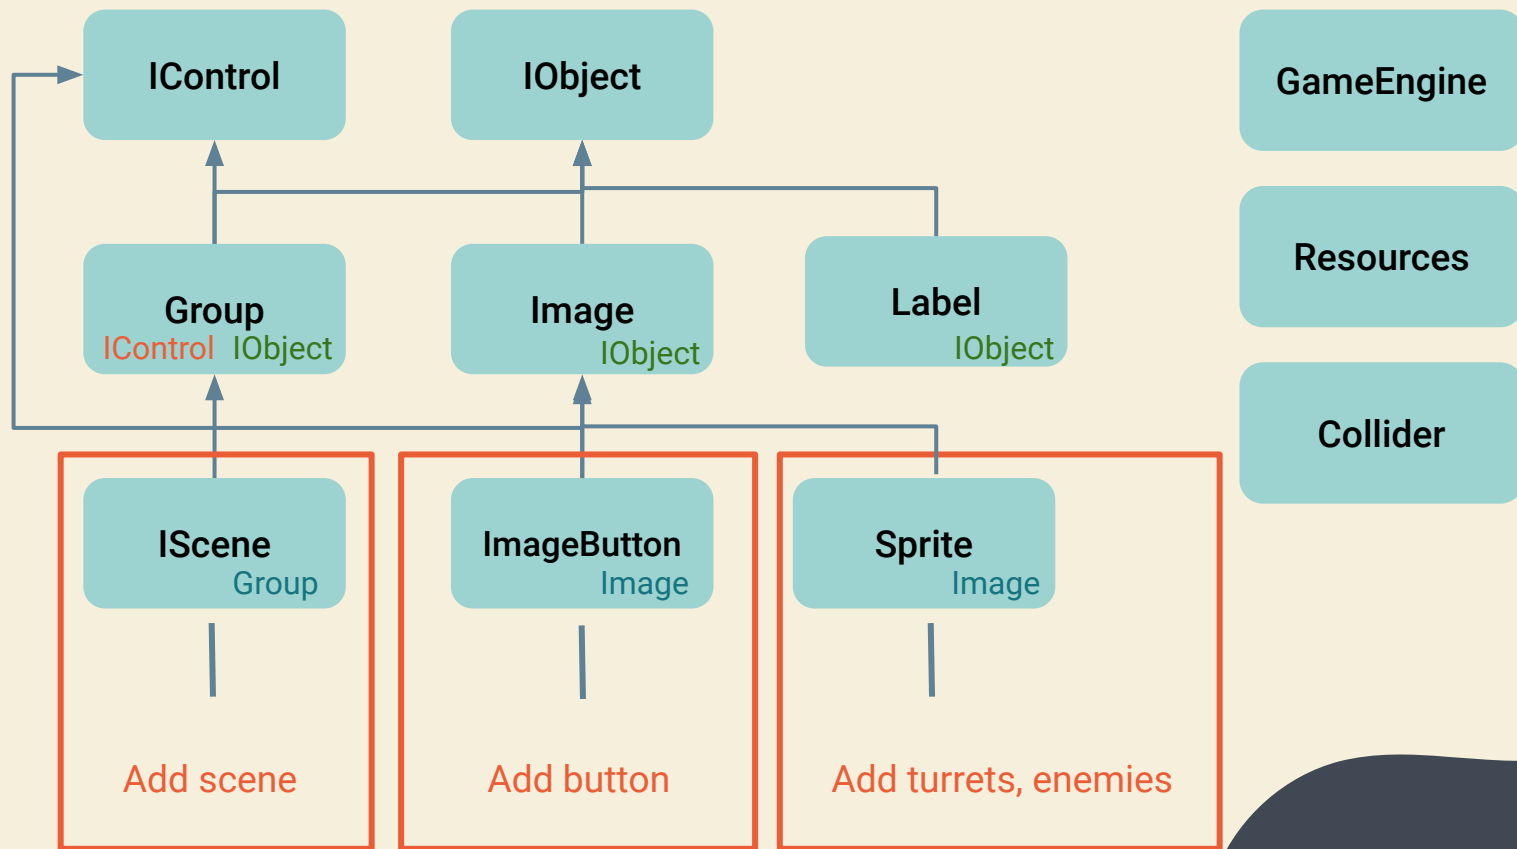 IControl
IObject
GameEngine
Resources
Collider
Group
IControl IObject
Image
IObject
Label
IObject
IScene
Group
ImageButton
Image
Sprite
Image
Add scene
Add button
Add turrets, enemies